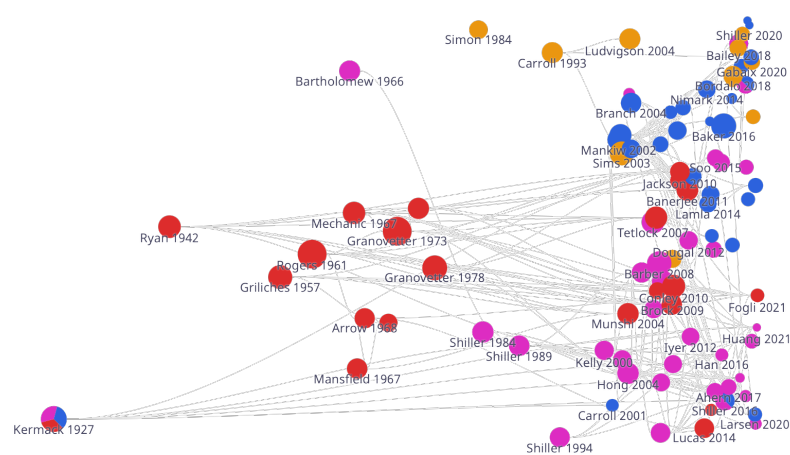 Shiller 2020
Simon 1984
Ludvigson 2004
Bailey 2018
Carroll 1993
Gabaix 2020
Bartholomew 1966
Bordalo 2018
Nimark 2014
Branch 2004
Baker 2016
Mankiw 2002
Sims 2003
Soo 2015
Jackson 2010
Banerjee 2011
Lamla 2014
Mechanic 1962
Tetlock 2007
Ryan 1942
Granovetter 1973
Dougal 2012
Rogers 1961
Barber 2008
Granovetter 1978
Griliches 1957
Conley 2010
Fogli 2021
Brock 2009
Munshi 2004
Arrow 1968
Huang 2021
Shiller 1984
Iyer 2012
Shiller 1989
Kelly 2000
Han 2016
Mansfield 1967
Hong 2004
Ahern 2017
Carroll 2001
Larsen 2020
Kermack 1927
Lucas 2014
Shiller 1994